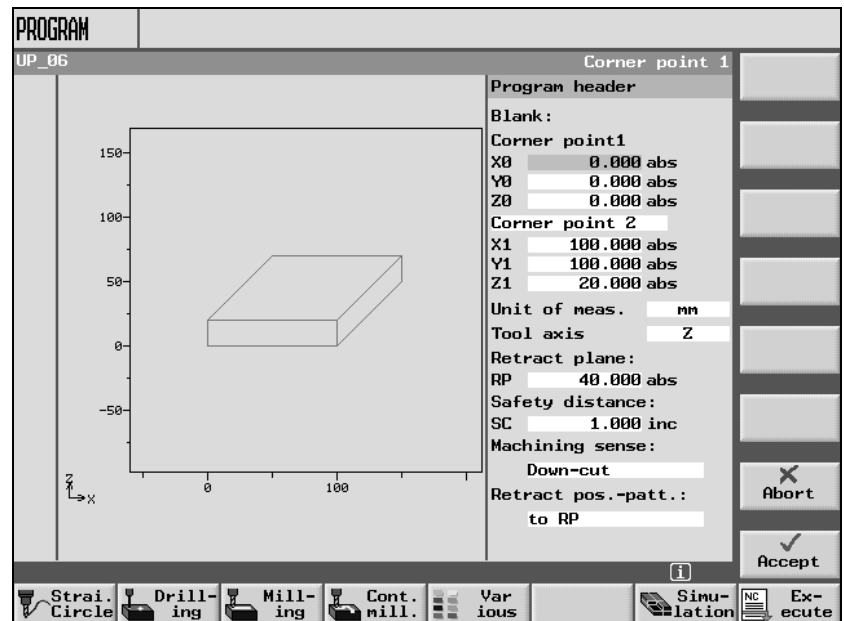 PROGRAM
UP_06 Corner point 1
Program header
Blank:
Corner point1
X0 0.000 abs
Y0 0.000 abs
Z0 0.000 abs
Corner point 2
X1 100.000 abs
Y1 100.000 abs
Z1 20.000 abs
Unit of meas. mm
Tool axis Z
Retract plane:
RP 40.000 abs
Safety distance:
SC 1.000 inc
Machining sense:
Down-cut
Retract pos.-patt.:
to RP
150
100
50
0
-50
0 100
Z
X
Abort
Accept
i
Strai.
Circle
Drill-
ing
Mill-
ing
Cont.
mill.
Var
ious
Simu-
lation
NC
Ex-
ecute